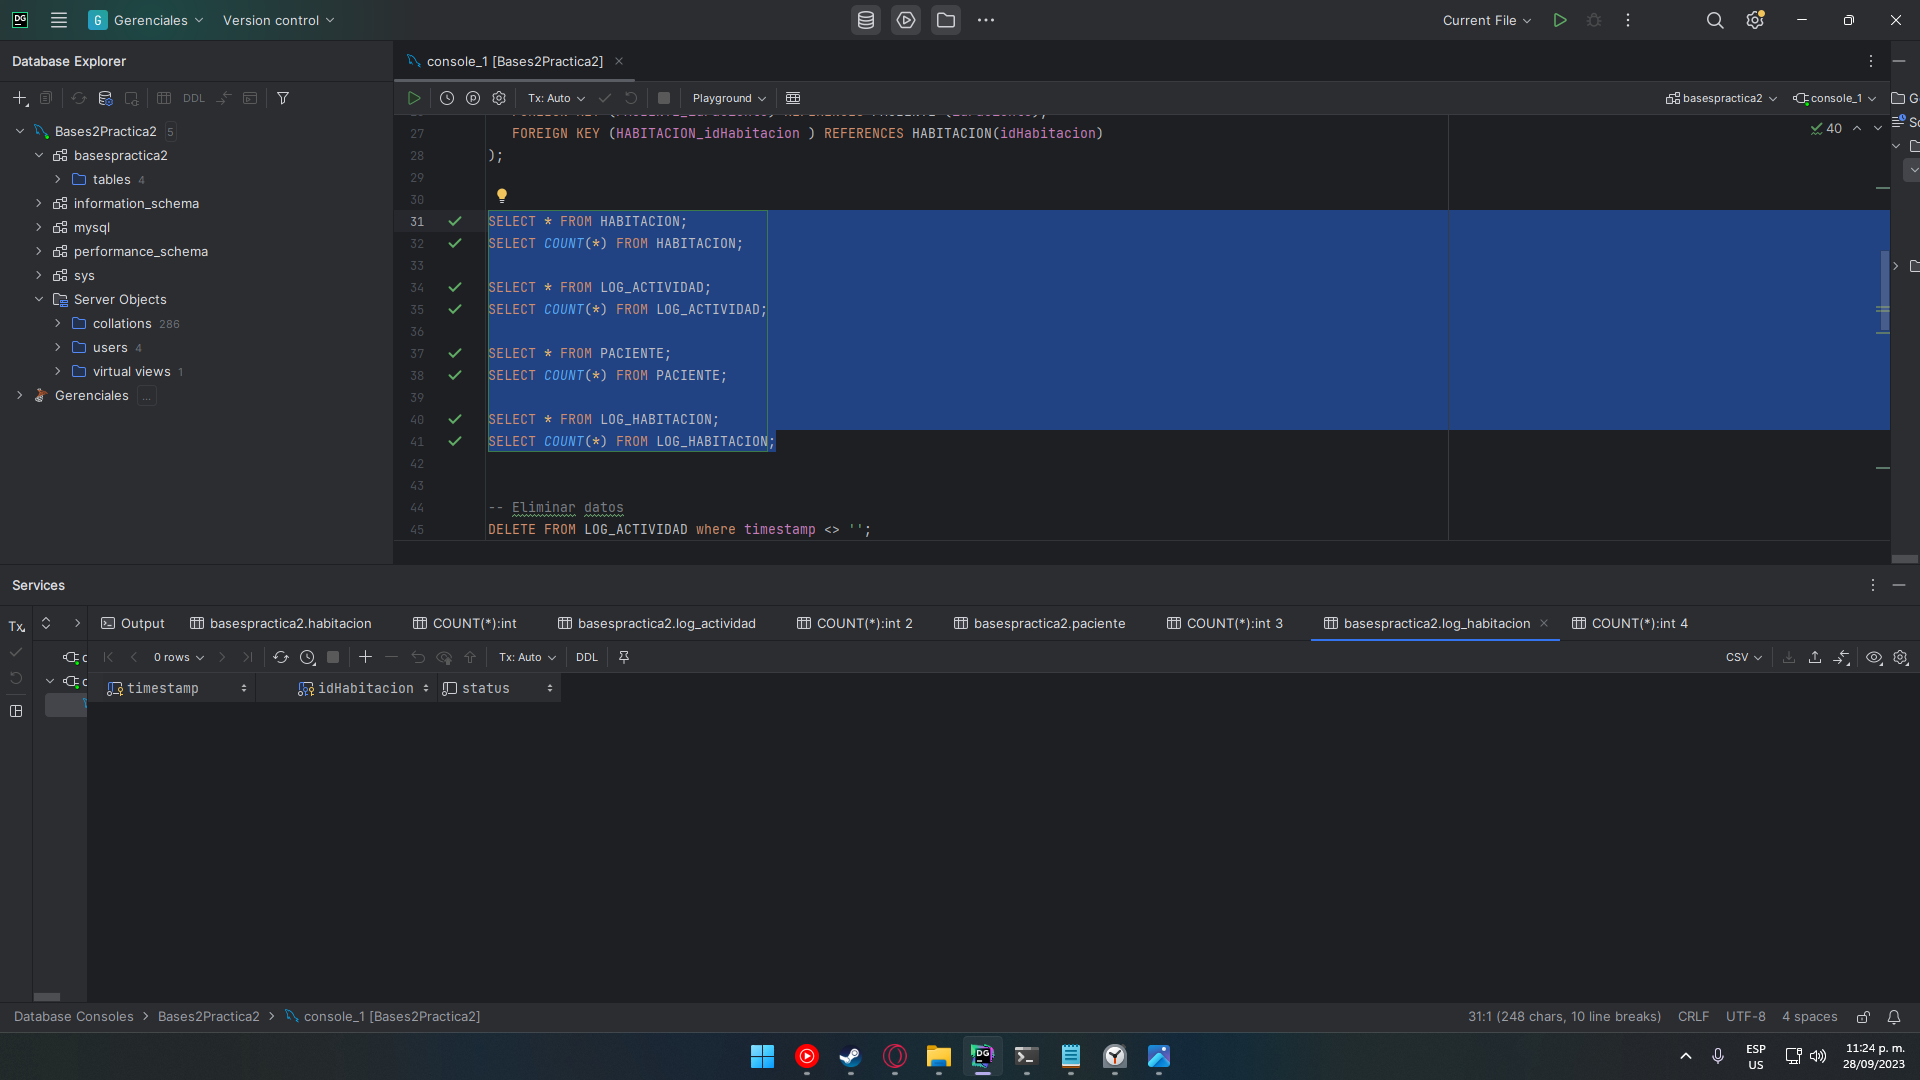 DG
G Gerenciales
Version control
Current File
Database Explorer
console_1 [Bases2Practica2]
DDL
Tx: Auto
Playground
basespractica2
console_1
Bases2Practica2 5
basespractica2
tables 4
information_schema
mysql
performance_schema
sys
Server Objects
collations 286
users 4
virtual views 1
Gerenciales ...
40
27 FOREIGN KEY (HABITACION_idHabitacion ) REFERENCES HABITACION(idHabitacion)
28 );
29
30
31 SELECT * FROM HABITACION;
32 SELECT COUNT(*) FROM HABITACION;
33
34 SELECT * FROM LOG_ACTIVIDAD;
35 SELECT COUNT(*) FROM LOG_ACTIVIDAD;
36
37 SELECT * FROM PACIENTE;
38 SELECT COUNT(*) FROM PACIENTE;
39
40 SELECT * FROM LOG_HABITACION;
41 SELECT COUNT(*) FROM LOG_HABITACION;
42
43
44 -- Eliminar datos
45 DELETE FROM LOG_ACTIVIDAD where timestamp <> '';
Services
Tx
Output
basespractica2.habitacion
COUNT(*):int
basespractica2.log_actividad
COUNT(*):int 2
basespractica2.paciente
COUNT(*):int 3
basespractica2.log_habitacion
COUNT(*):int 4
0 rows
Tx: Auto
DDL
CSV
timestamp
idHabitacion
status
Database Consoles > Bases2Practica2 > console_1 [Bases2Practica2]
31:1 (248 chars, 10 line breaks)
CRLF
UTF-8
4 spaces
DG
ESP
US
11:24 p. m.
28/09/2023